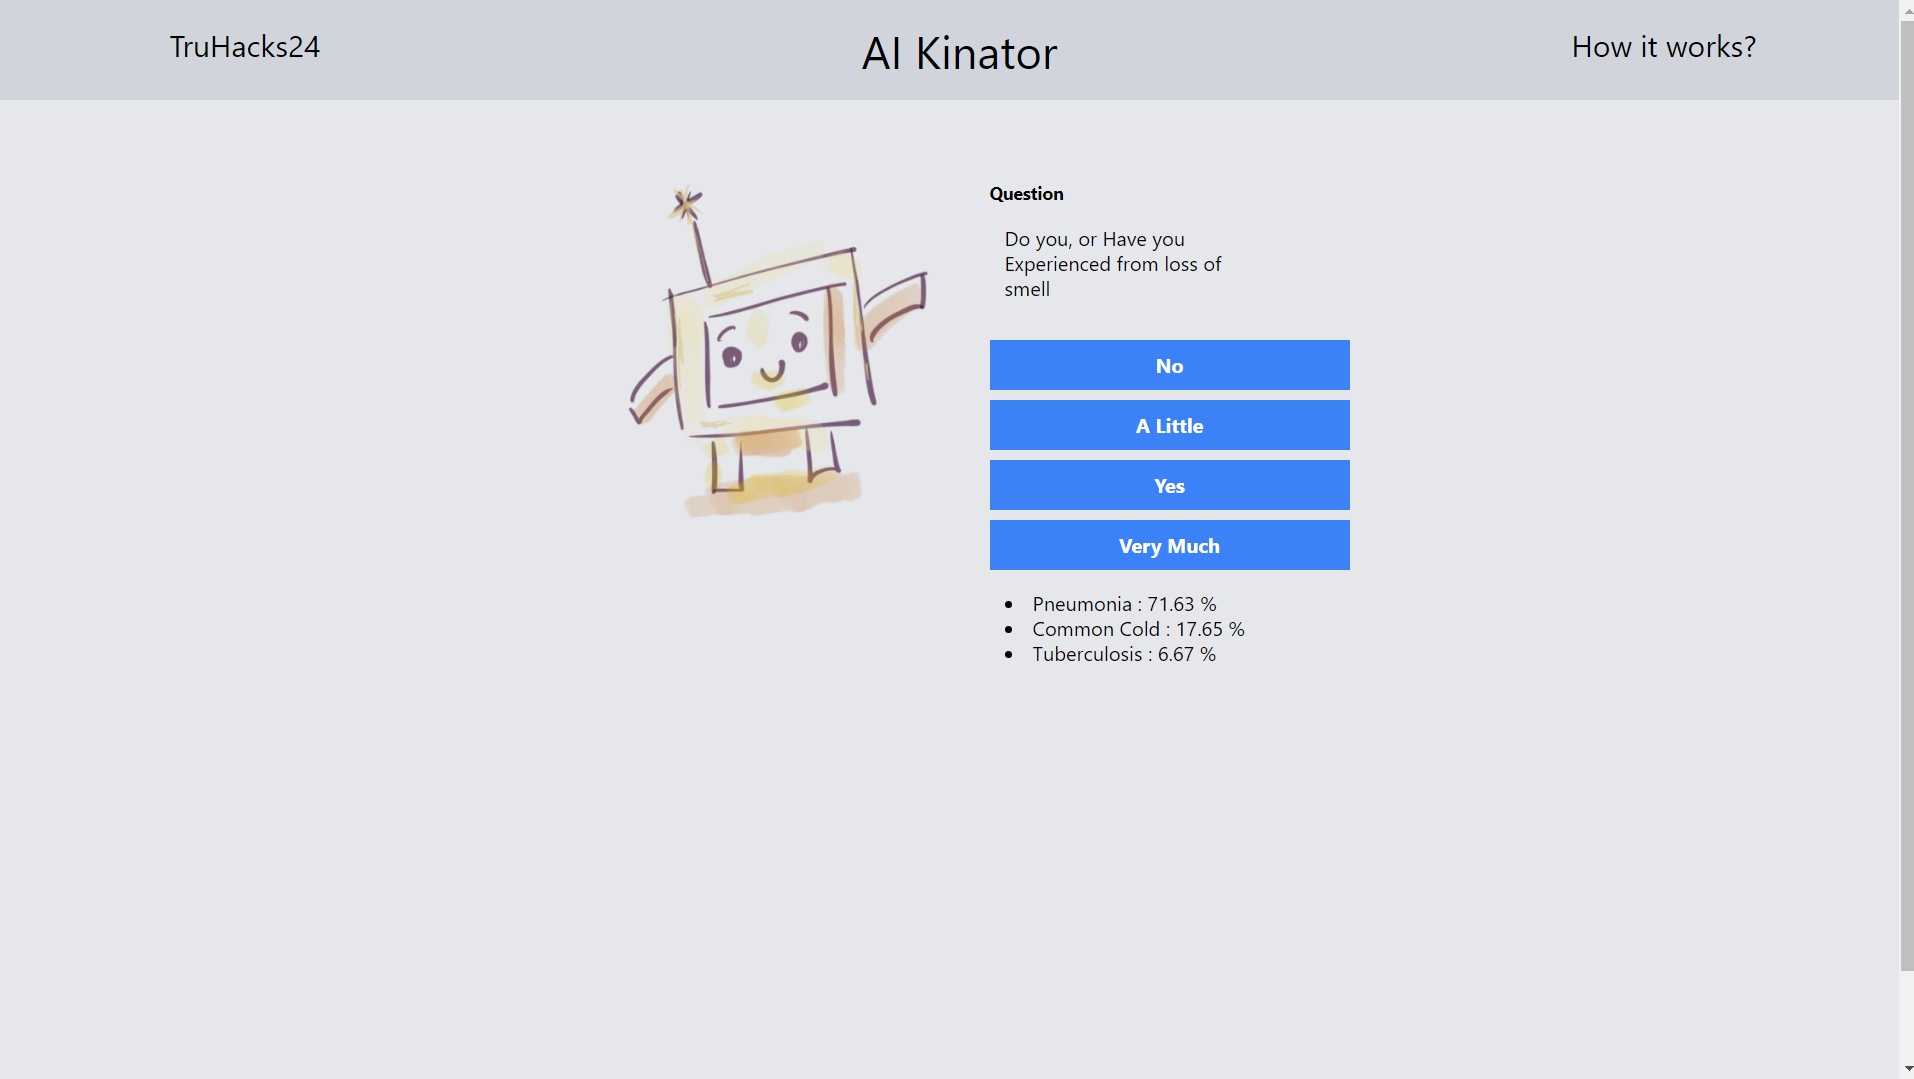 TruHacks24
AI Kinator
How it works?
Question
Do you, or Have you
Experienced from loss of
smell
No
A Little
Yes
Very Much
Pneumonia : 71.63 %
Common Cold : 17.65 %
Tuberculosis : 6.67 %